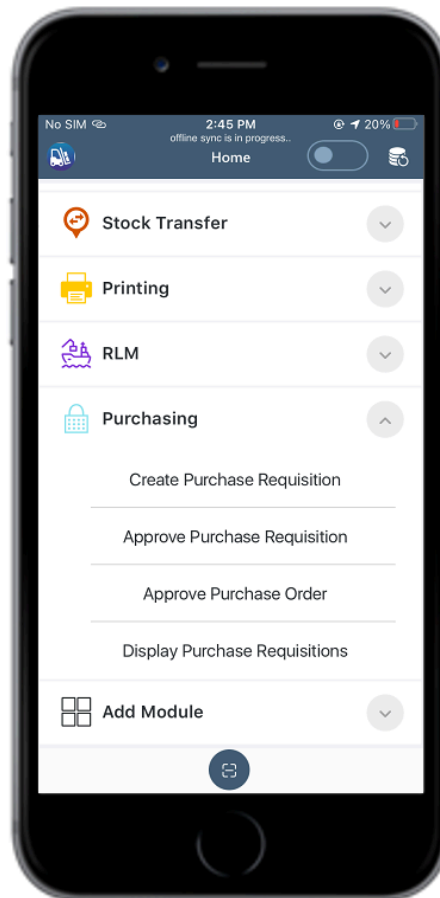 No SIM 2:45 PM 20%
offline sync is in progress..
Home
Stock Transfer
Printing
RLM
Purchasing
Create Purchase Requisition
Approve Purchase Requisition
Approve Purchase Order
Display Purchase Requisitions
Add Module